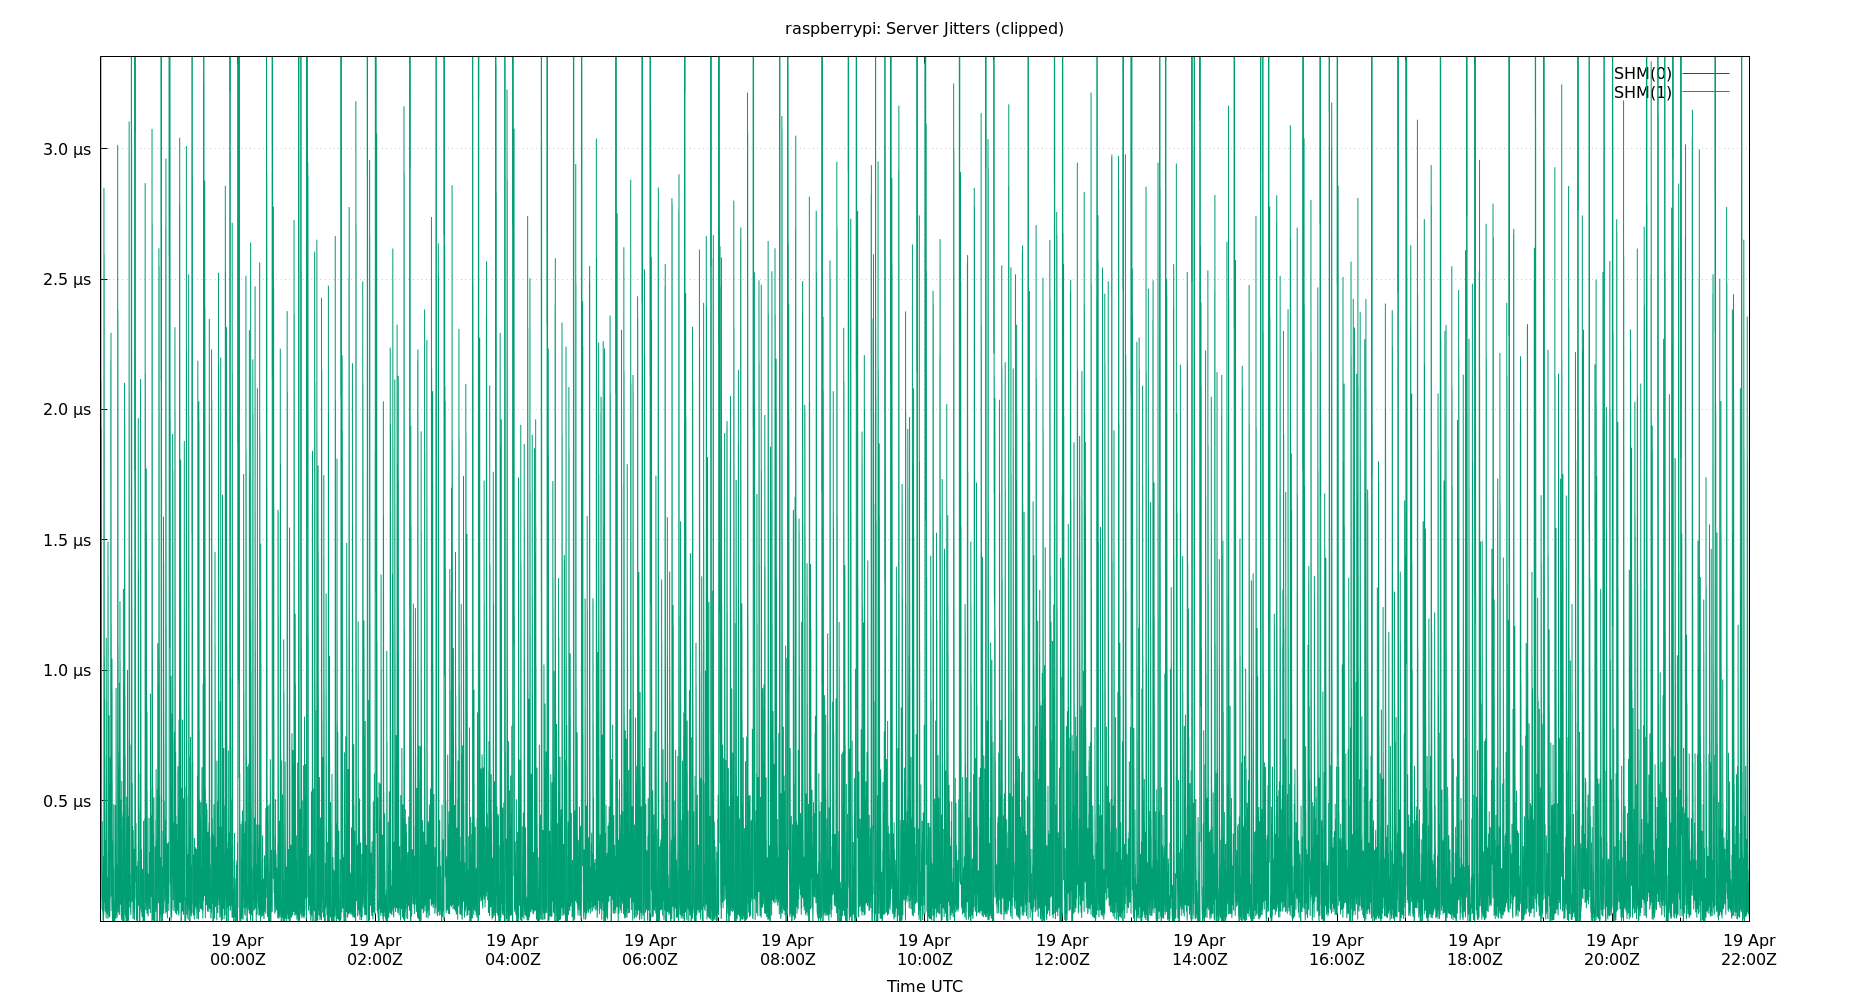 raspberrypi: Server Jitters (clipped)
SHM(0)
SHM(1)
3.0 µs
2.5 µs
2.0 µs
1.5 µs
1.0 µs
0.5 µs
19 Apr 19 Apr 19 Apr 19 Apr 19 Apr 19 Apr 19 Apr 19 Apr 19 Apr 19 Apr 19 Apr 19 Apr
00:00Z 02:00Z 04:00Z 06:00Z 08:00Z 10:00Z 12:00Z 14:00Z 16:00Z 18:00Z 20:00Z 22:00Z
Time UTC